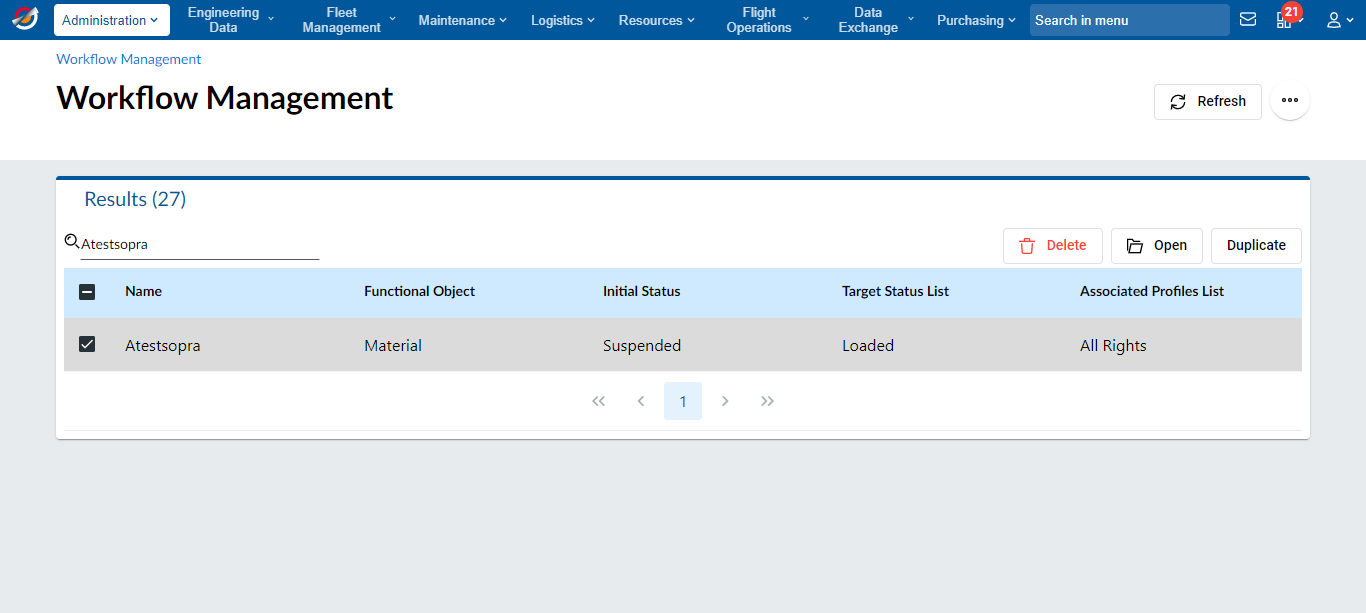 Administration
Engineering Data
Fleet Management
Maintenance
Logistics
Resources
Flight Operations
Data Exchange
Purchasing
Search in menu
21
Workflow Management
Workflow Management
Refresh
Results (27)
Atestsopra
Delete
Open
Duplicate
Name Functional Object Initial Status Target Status List Associated Profiles List
Atestsopra Material Suspended Loaded All Rights
1